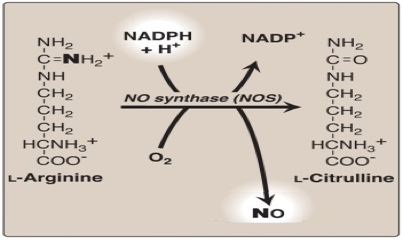 NH2
C=NH2+
NH
CH2
CH2
CH2
HCNH3+
COO-
L-Arginine
NADPH
+ H+
NADP+
NO synthase (NOS)
O2
NO
NH2
C=O
NH
CH2
CH2
CH2
HCNH3+
COO-
L-Citrulline